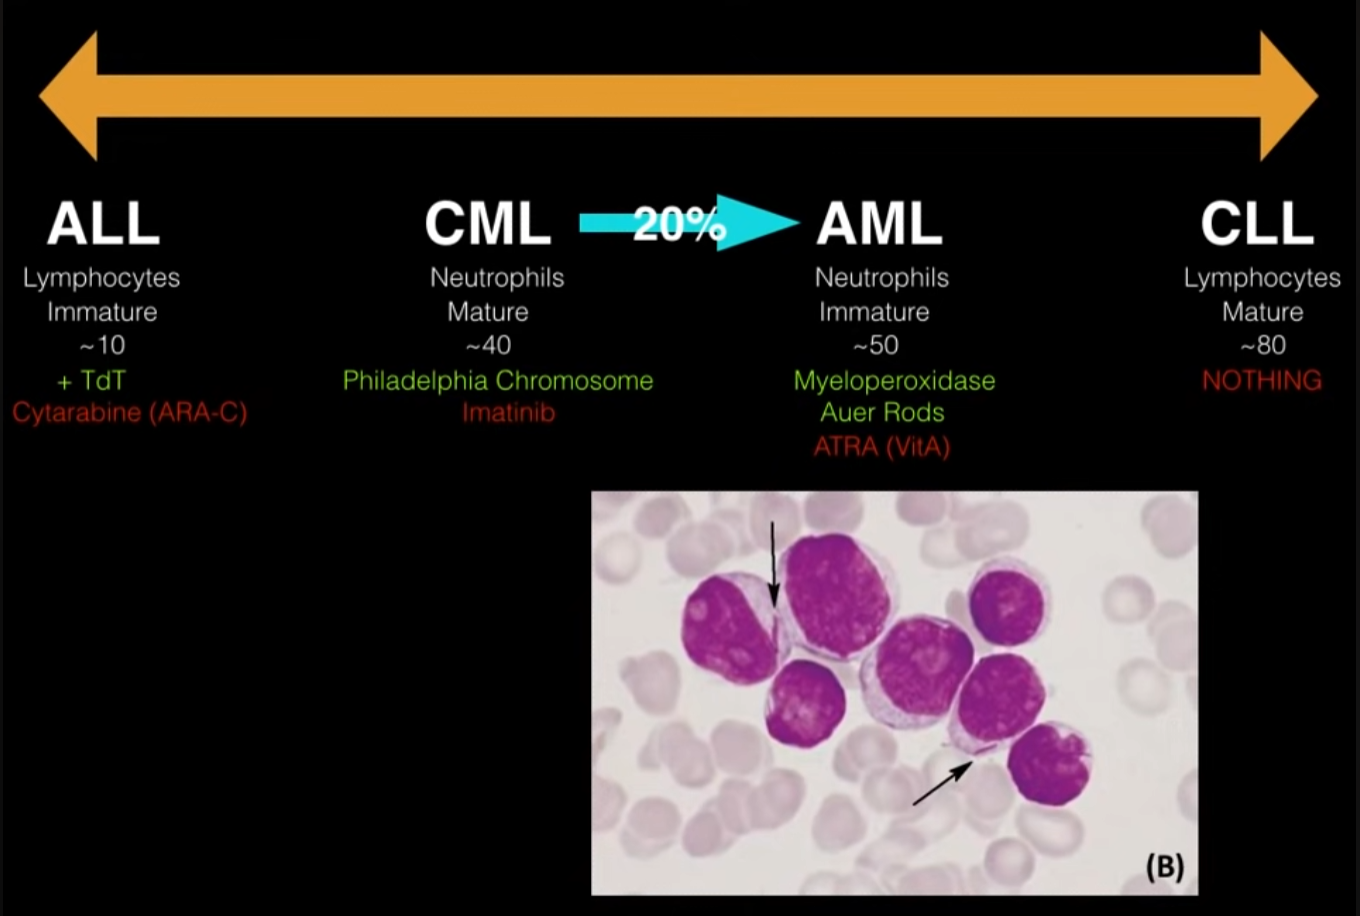 ALL
Lymphocytes
Immature
~10
+ TdT
Cytarabine (ARA-C)
CML
Neutrophils
Mature
~40
Philadelphia Chromosome
Imatinib
20%
AML
Neutrophils
Immature
~50
Myeloperoxidase
Auer Rods
ATRA (VitA)
CLL
Lymphocytes
Mature
~80
NOTHING
(B)